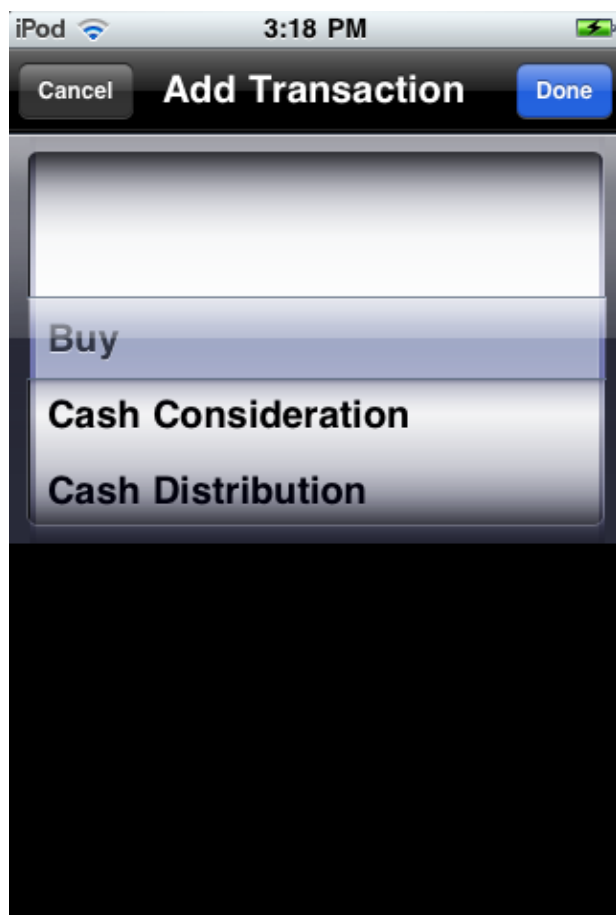 iPod 3:18 PM
Cancel Add Transaction Done
Buy
Cash Consideration
Cash Distribution